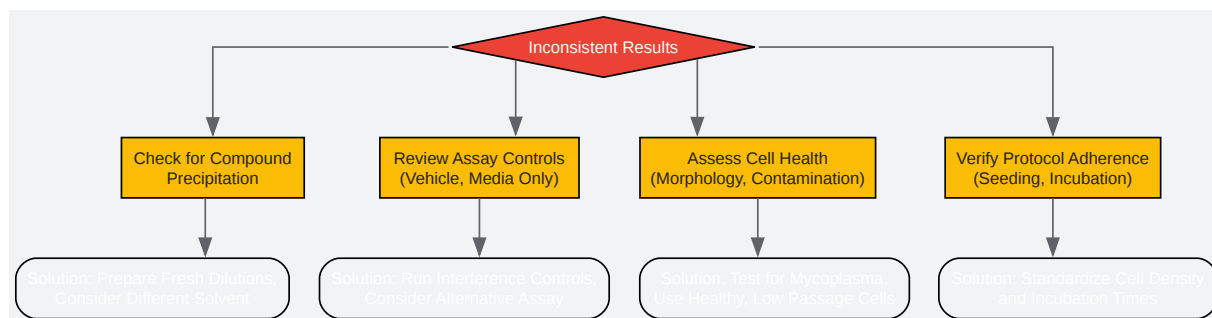 Inconsistent Results
Check for Compound
Precipitation
Review Assay Controls
(Vehicle, Media Only)
Assess Cell Health
(Morphology, Contamination)
Verify Protocol Adherence
(Seeding, Incubation)
Solution: Prepare Fresh Dilutions,
Consider Different Solvent
Solution: Run Interference Controls,
Consider Alternative Assay
Solution: Test for Mycoplasma,
Use Healthy, Low Passage Cells
Solution: Standardize Cell Density
and Incubation Times